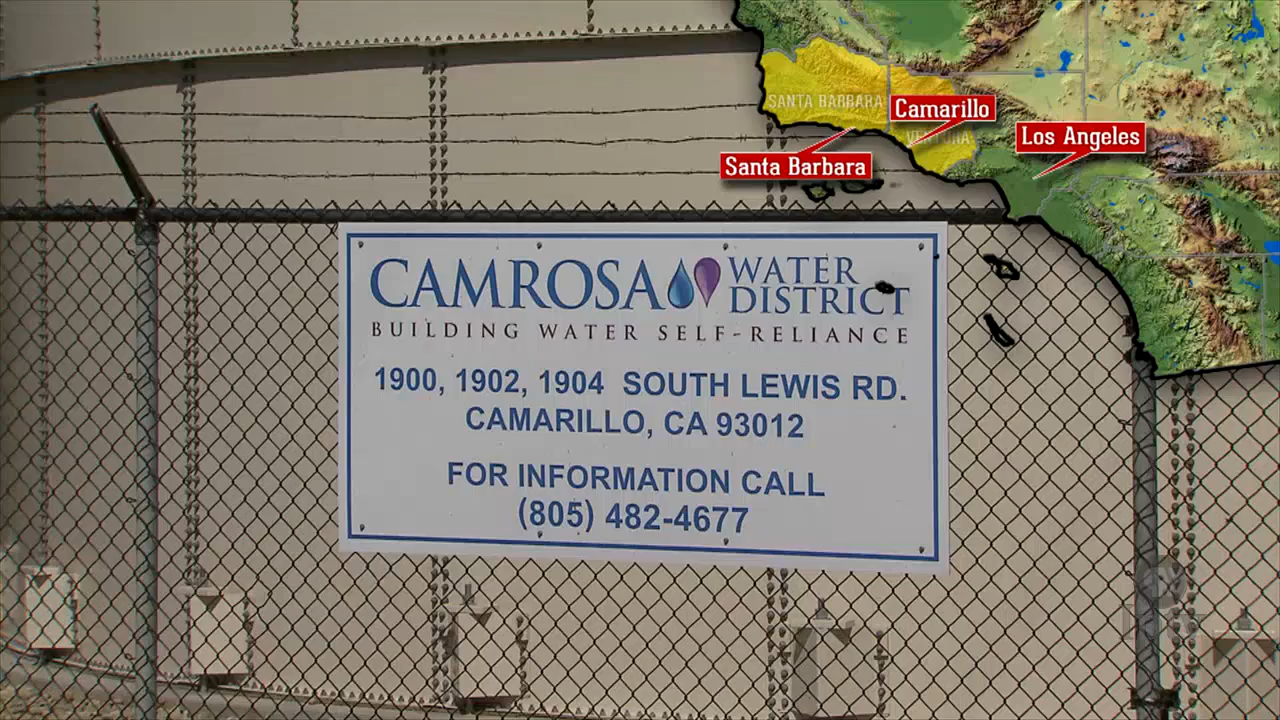 SANTA BARBARA
Camarillo
VENTURA
Los Angeles
Santa Barbara
CAMROSA WATER DISTRICT
BUILDING WATER SELF-RELIANCE
1900, 1902, 1904 SOUTH LEWIS RD.
CAMARILLO, CA 93012
FOR INFORMATION CALL
(805) 482-4677